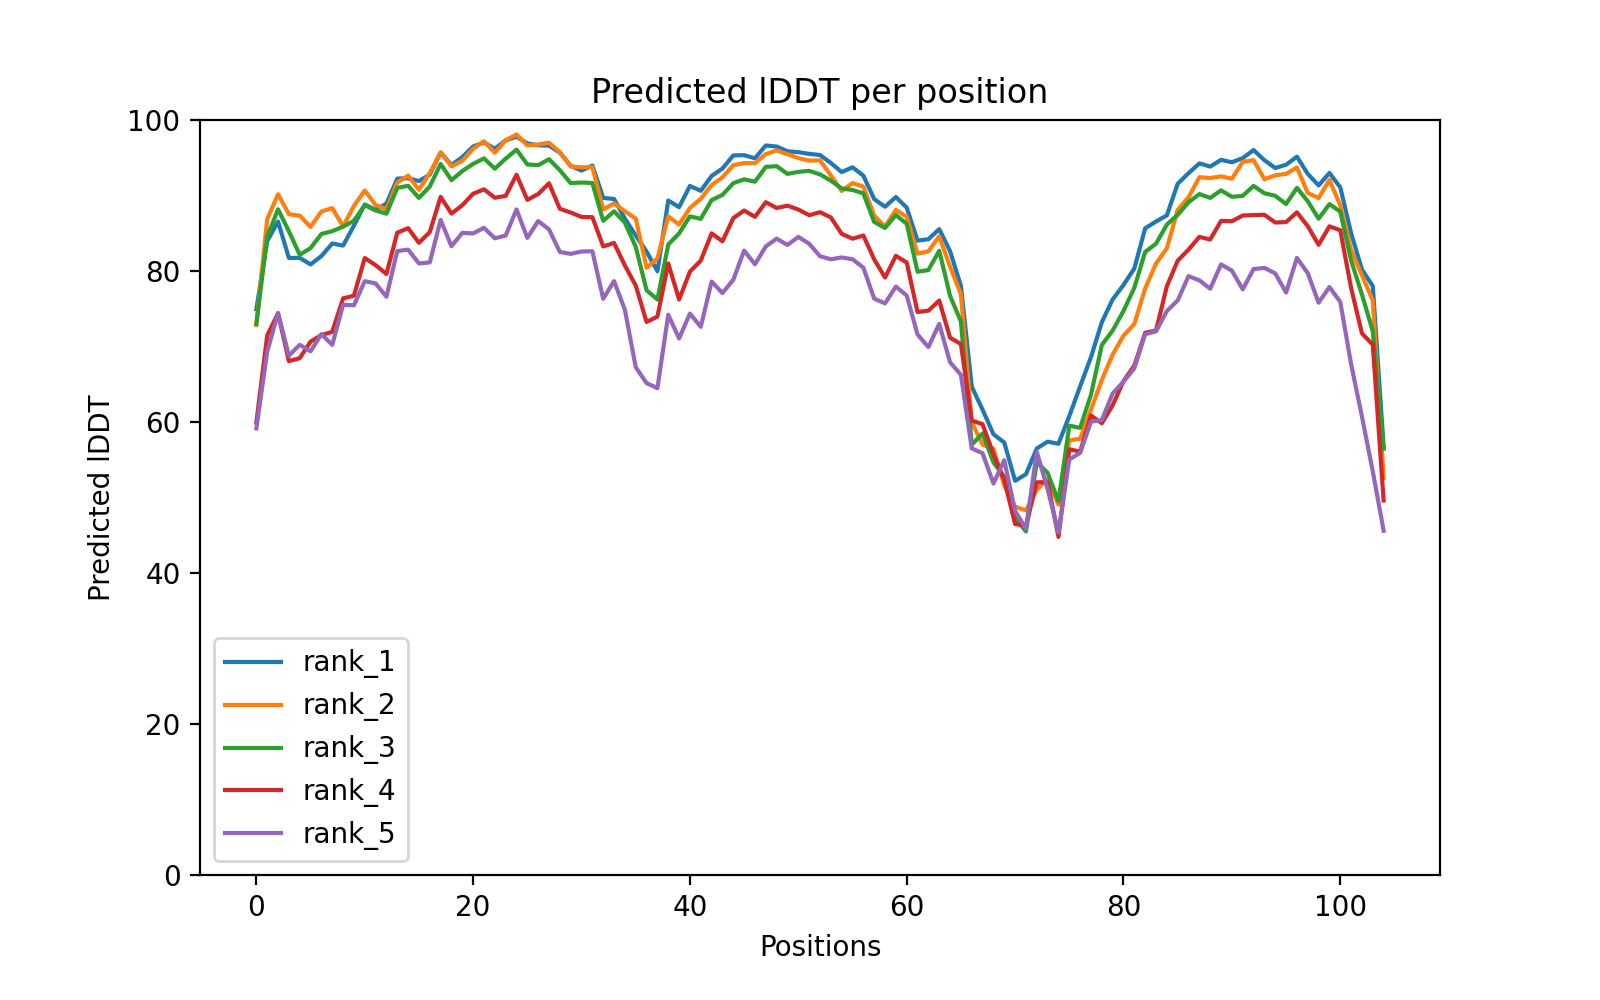 Predicted lDDT per position
100
80
60
40
20
0
Predicted lDDT
rank_1
rank_2
rank_3
rank_4
rank_5
0 20 40 60 80 100
Positions